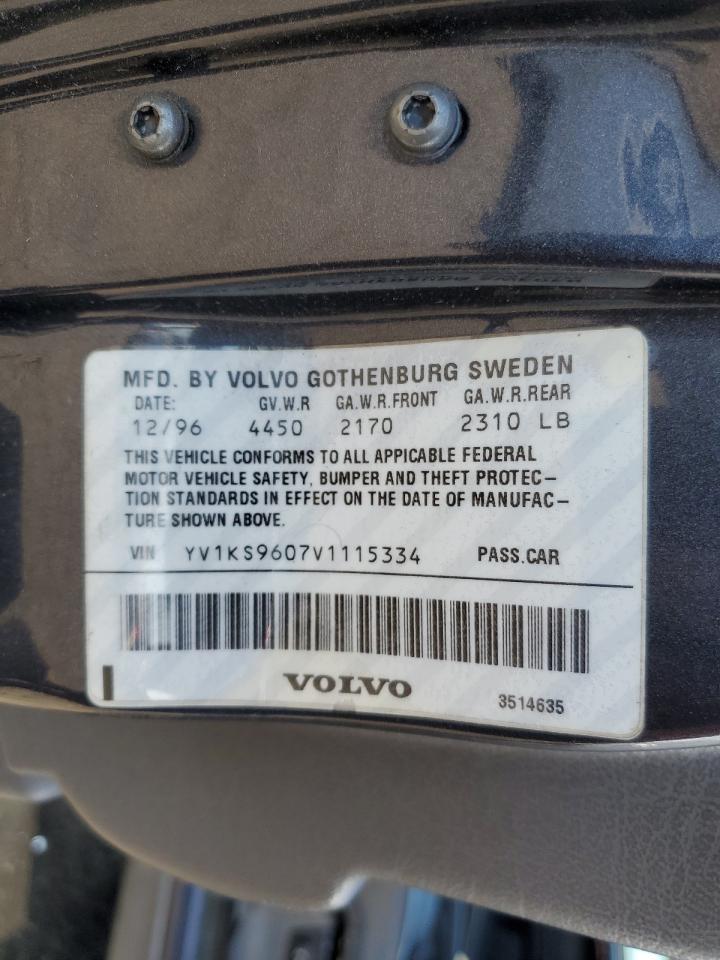 MFD. BY VOLVO GOTHENBURG SWEDEN
DATE: GV.W.R GA.W.R.FRONT GA.W.R.REAR
12/96 4450 2170 2310 LB
THIS VEHICLE CONFORMS TO ALL APPICABLE FEDERAL
MOTOR VEHICLE SAFETY, BUMPER AND THEFT PROTEC-
TION STANDARDS IN EFFECT ON THE DATE OF MANUFAC-
TURE SHOWN ABOVE.
VIN YV1KS9607V1115334 PASS.CAR
VOLVO
3514635